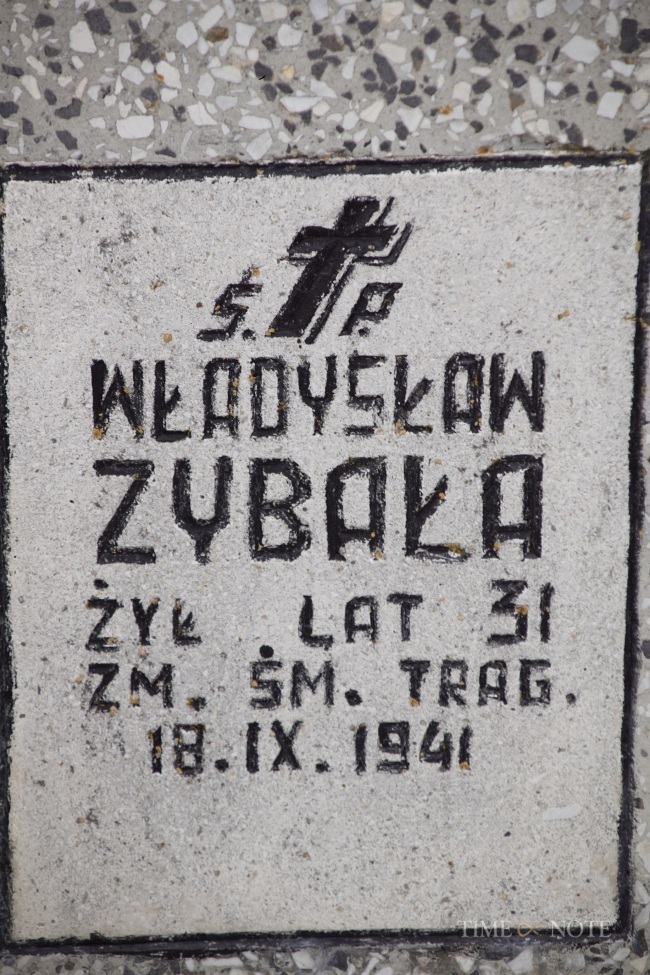 Ś. P.
WŁADYSŁAW
ZYBAŁA
ŻYŁ LAT 31
ZM. ŚM. TRAG.
18.IX.1941
TIME & NOTE